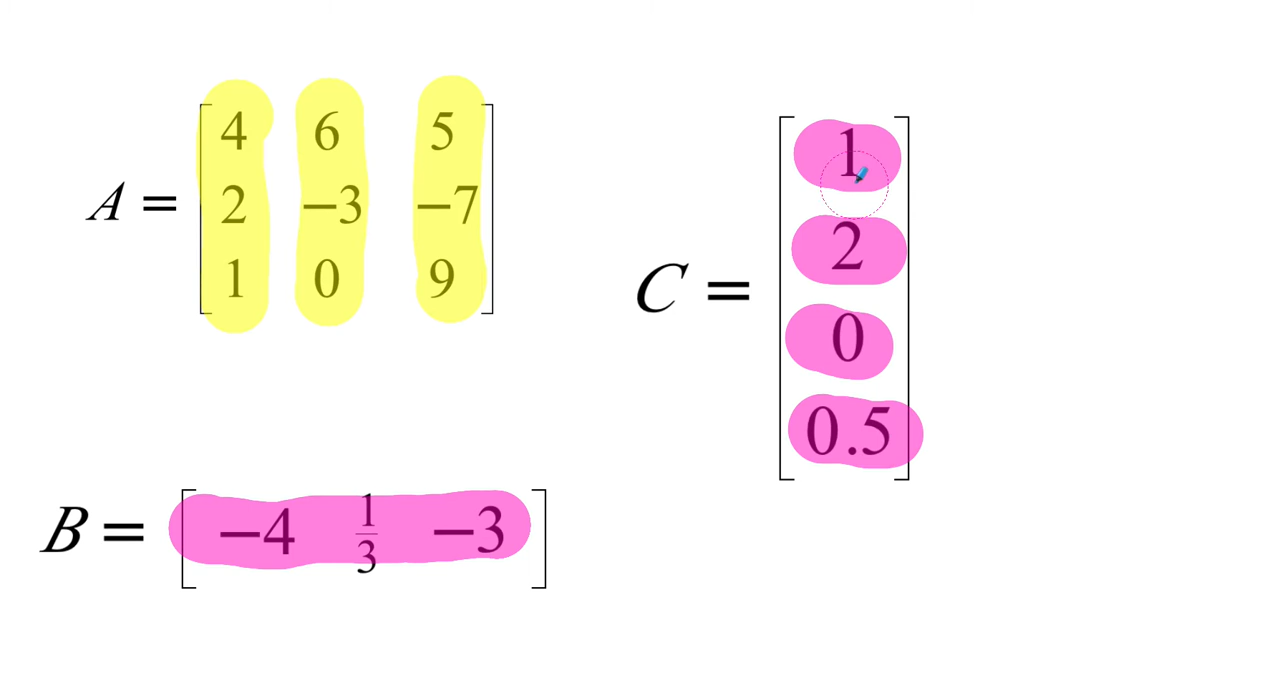 A = [ 4 6 5
2 −3 −7
1 0 9 ]
B = [ −4 1/3 −3 ]
C = [ 1
2
0
0.5 ]